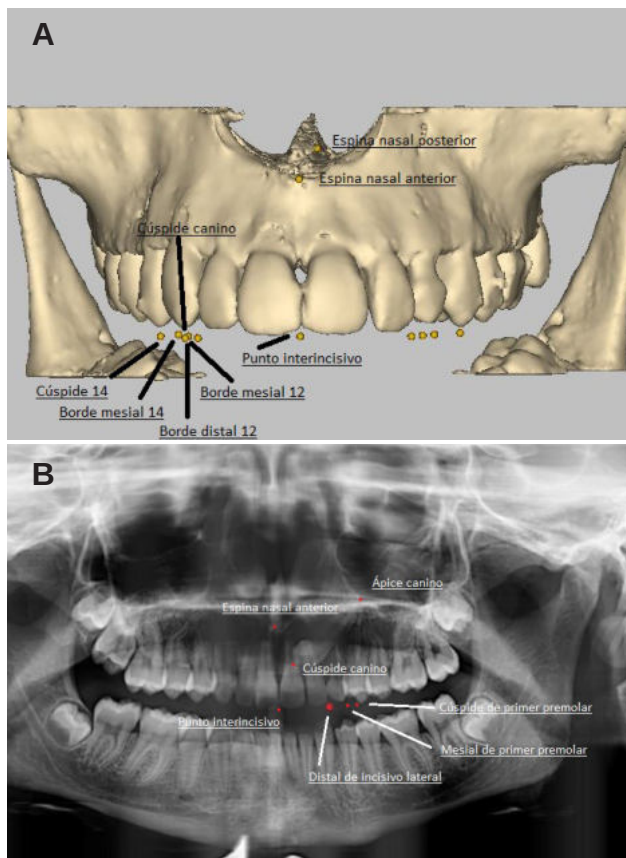 A
Espina nasal posterior
Espina nasal anterior
Cúspide canino
Punto interincisivo
Cúspide 14
Borde mesial 12
Borde mesial 14
Borde distal 12
B
Ápice canino
Espina nasal anterior
Cúspide canino
Cúspide de primer premolar
Punto interincisivo
Mesial de primer premolar
Distal de incisivo lateral